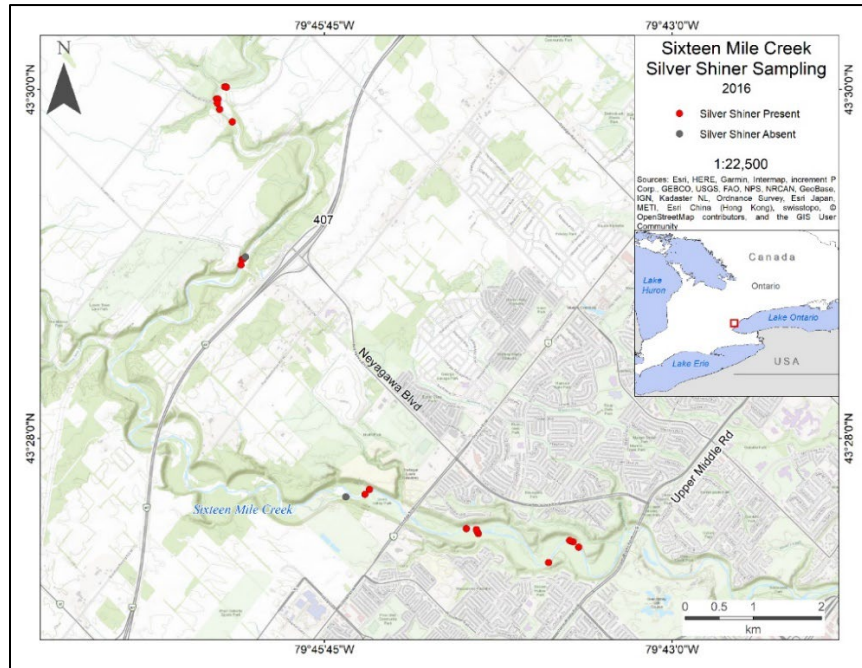 79°45'45"W
79°43'0"W
N
43°30'0"N
43°30'0"N
Sixteen Mile Creek
Silver Shiner Sampling
2016
Silver Shiner Present
Silver Shiner Absent
1:22,500
Sources: Esri, HERE, Garmin, Intermap, increment P
Corp., GEBCO, USGS, FAO, NPS, NRCAN, GeoBase,
IGN, Kadaster NL, Ordnance Survey, Esri Japan,
METI, Esri China (Hong Kong), swisstopo, ©
OpenStreetMap contributors, and the GIS User
Community
407
Canada
Lake
Huron
Ontario
Lake Ontario
Lake Erie
USA
Neyagawa Blvd
Upper Middle Rd
43°28'0"N
43°28'0"N
Sixteen Mile Creek
0 0.5 1 2
km
79°45'45"W
79°43'0"W